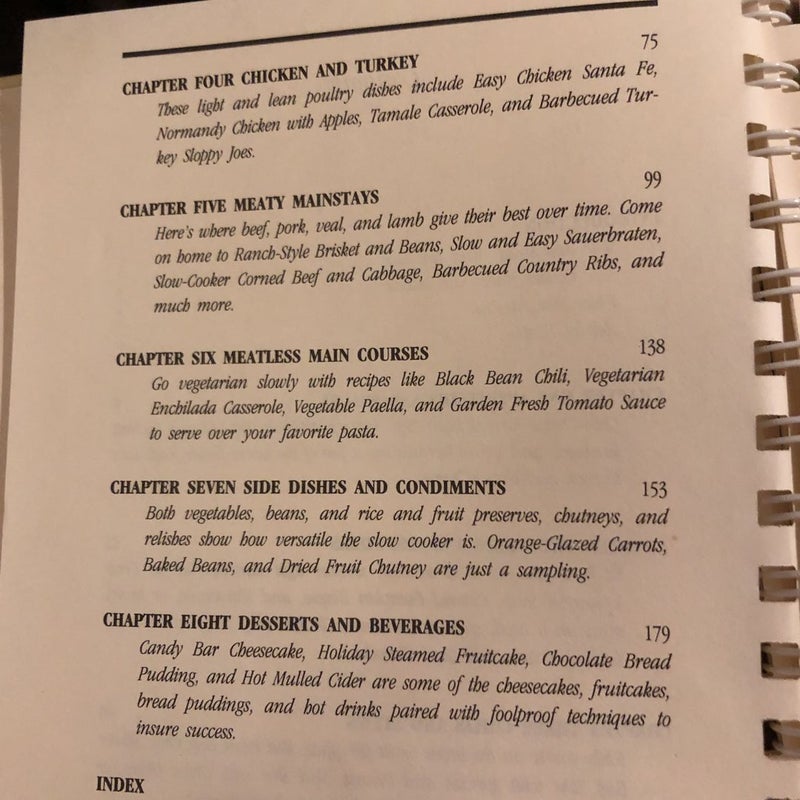 75
CHAPTER FOUR CHICKEN AND TURKEY
These light and lean poultry dishes include Easy Chicken Santa Fe,
Normandy Chicken with Apples, Tamale Casserole, and Barbecued Tur-
key Sloppy Joes.
CHAPTER FIVE MEATY MAINSTAYS 99
Here's where beef, pork, veal, and lamb give their best over time. Come
on home to Ranch-Style Brisket and Beans, Slow and Easy Sauerbraten,
Slow-Cooker Corned Beef and Cabbage, Barbecued Country Ribs, and
much more.
CHAPTER SIX MEATLESS MAIN COURSES 138
Go vegetarian slowly with recipes like Black Bean Chili, Vegetarian
Enchilada Casserole, Vegetable Paella, and Garden Fresh Tomato Sauce
to serve over your favorite pasta.
CHAPTER SEVEN SIDE DISHES AND CONDIMENTS 153
Both vegetables, beans, and rice and fruit preserves, chutneys, and
relishes show how versatile the slow cooker is. Orange-Glazed Carrots,
Baked Beans, and Dried Fruit Chutney are just a sampling.
CHAPTER EIGHT DESSERTS AND BEVERAGES 179
Candy Bar Cheesecake, Holiday Steamed Fruitcake, Chocolate Bread
Pudding, and Hot Mulled Cider are some of the cheesecakes, fruitcakes,
bread puddings, and hot drinks paired with foolproof techniques to
insure success.
INDEX